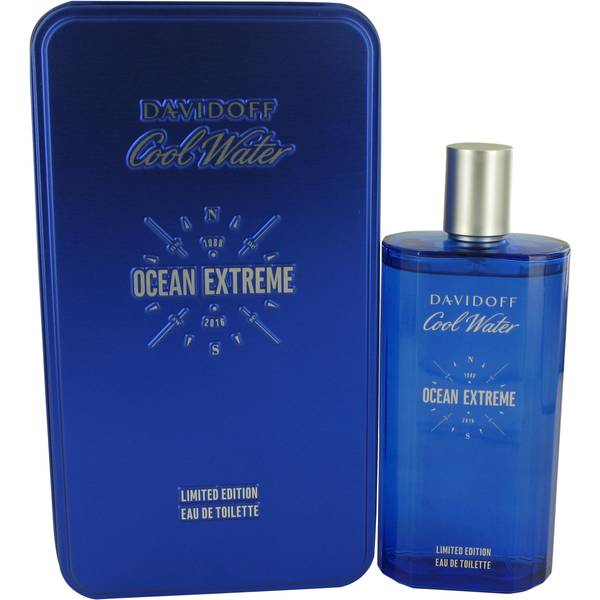 DAVIDOFF
Cool Water
N
1988
OCEAN EXTREME
2016
S
LIMITED EDITION
EAU DE TOILETTE
DAVIDOFF
Cool Water
N
1988
OCEAN EXTREME
2016
S
LIMITED EDITION
EAU DE TOILETTE